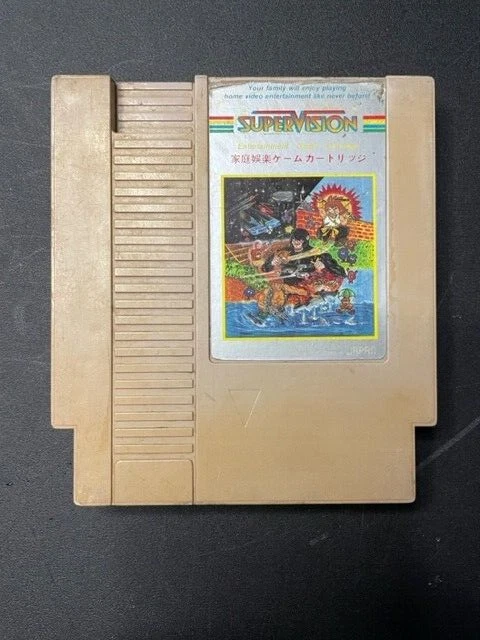 Your family will enjoy playing
home video entertainment like never before!
SUPERVISION
Entertainment
家庭娯楽ゲームカートリッジ